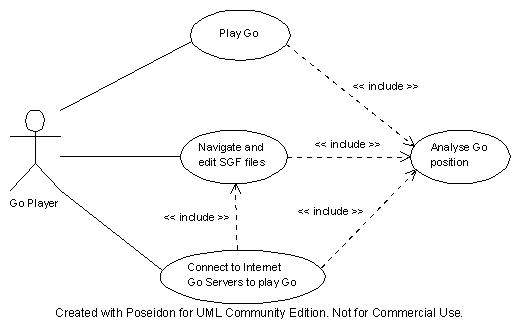 Play Go
<< include >>
Navigate and
edit SGF files
<< include >>
Analyse Go
position
Go Player
<< include >>
<< include >>
Connect to Internet
Go Servers to play Go
Created with Poseidon for UML Community Edition. Not for Commercial Use.